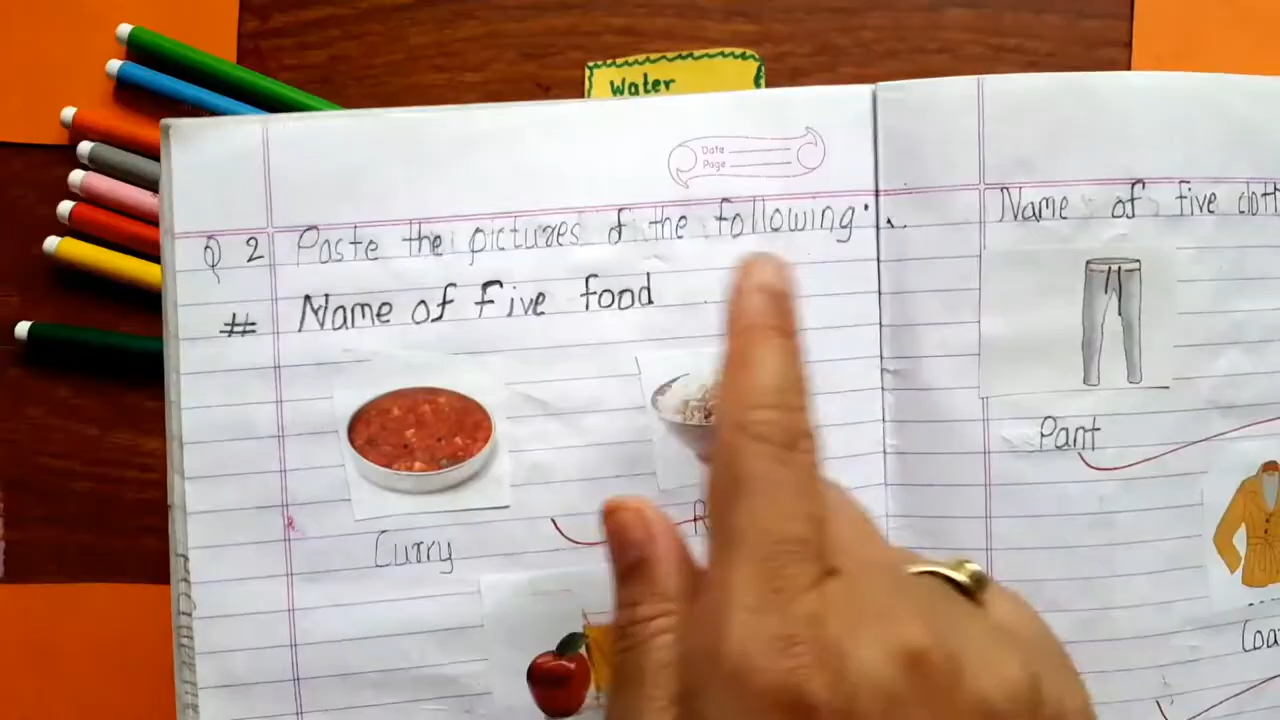 Water
Date
Page
Q 2 Paste the pictures of the following :
# Name of Five food
Curry
Name of five
Pant